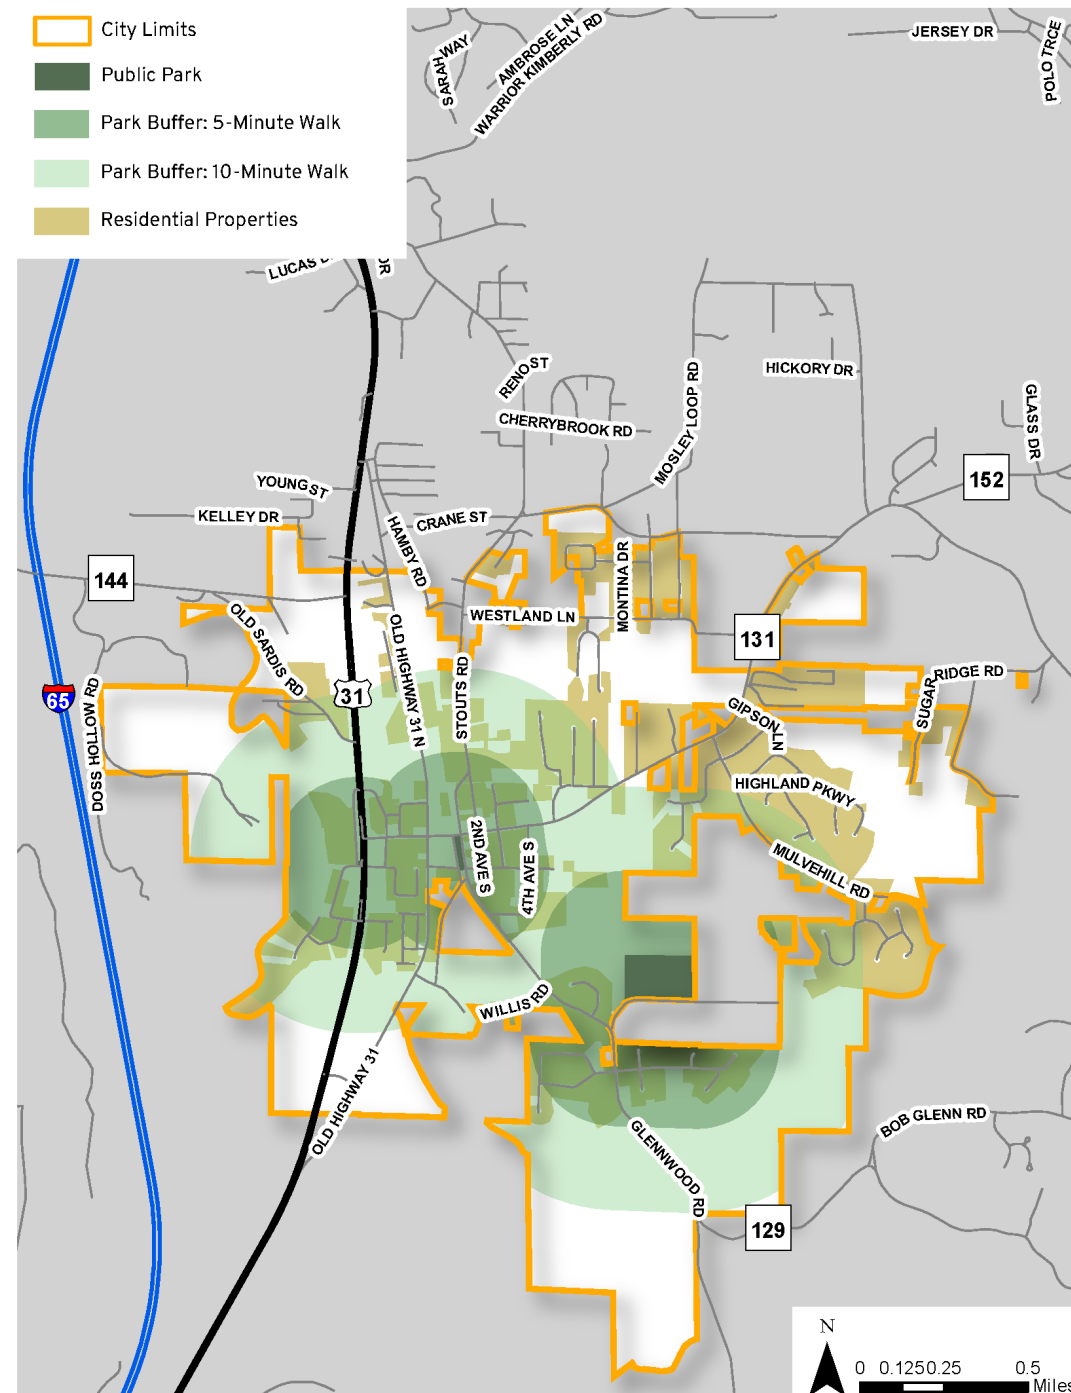 City Limits
Public Park
Park Buffer: 5-Minute Walk
Park Buffer: 10-Minute Walk
Residential Properties
SARAH WAY
AMBROSE LN
WARRIOR KIMBERLY RD
JERSEY DR
POLO TRCE
LUCAS
DR
RENO ST
CHERRYBROOK RD
MOSLEY LOOP RD
HICKORY DR
GLASS DR
152
YOUNG ST
KELLEY DR
HAMBY RD
CRANE ST
144
MONTINA DR
WESTLAND LN
131
OLD SARDIS RD
OLD HIGHWAY 31 N
STOUTS RD
SUGAR
RIDGE RD
65
31
DOSS HOLLOW RD
GIPSON
LN
HIGHLAND PKWY
2ND AVE S
4TH AVE S
MULVEHILL RD
WILLIS RD
OLD HIGHWAY 31
GLENNWOOD RD
BOB GLENN RD
129
N
0 0.125 0.25 0.5
Miles